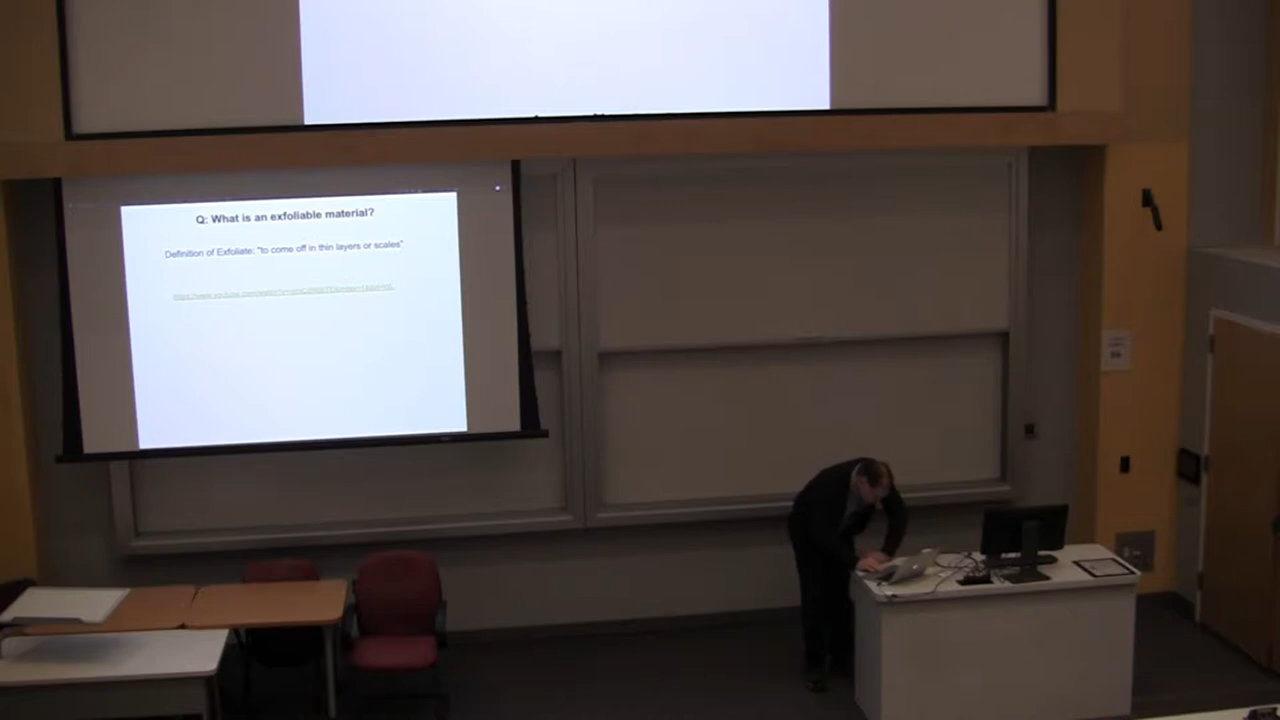 Q: What is an exfoliable material?
Definition of Exfoliate: "to come off in thin layers or scales"